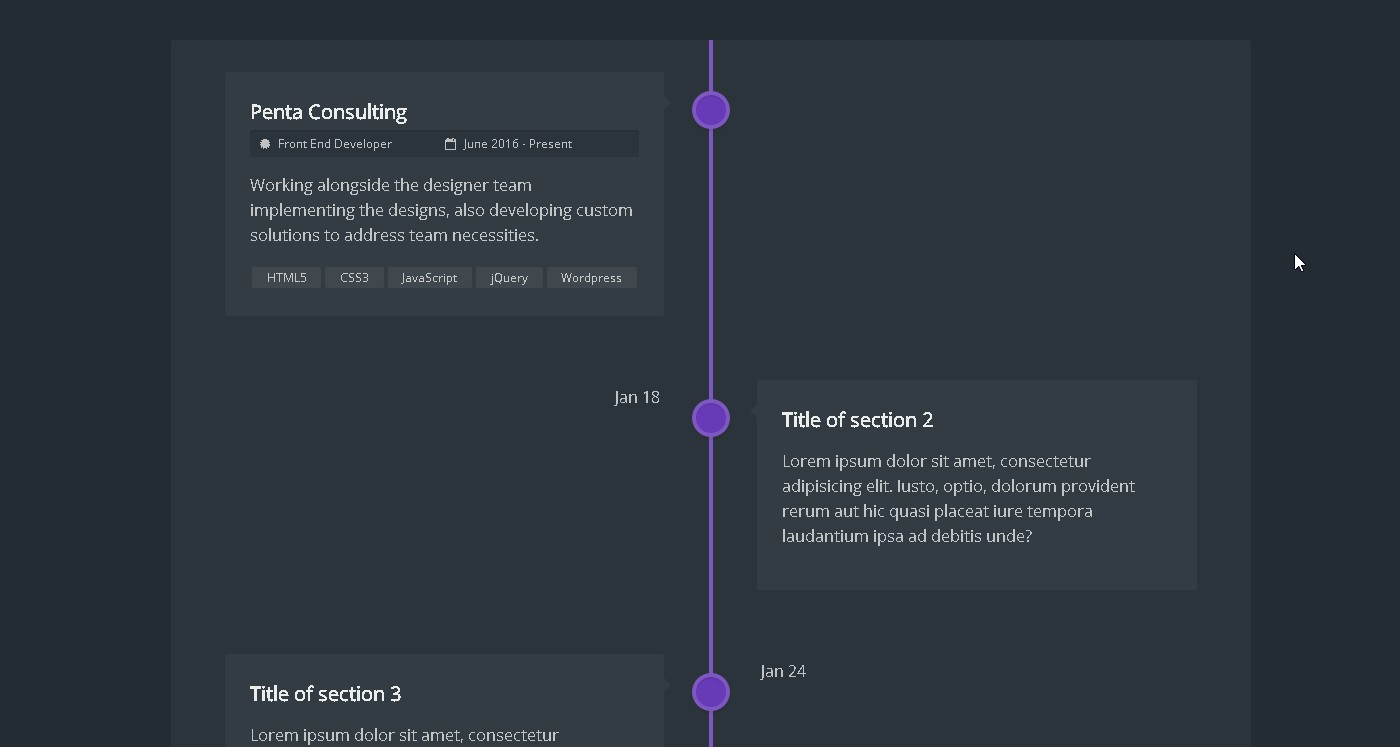 Penta Consulting
Front End Developer June 2016 - Present
Working alongside the designer team
implementing the designs, also developing custom
solutions to address team necessities.
HTML5 CSS3 JavaScript jQuery Wordpress
Jan 18
Title of section 2
Lorem ipsum dolor sit amet, consectetur
adipisicing elit. Iusto, optio, dolorum provident
rerum aut hic quasi placeat iure tempora
laudantium ipsa ad debitis unde?
Jan 24
Title of section 3
Lorem ipsum dolor sit amet, consectetur